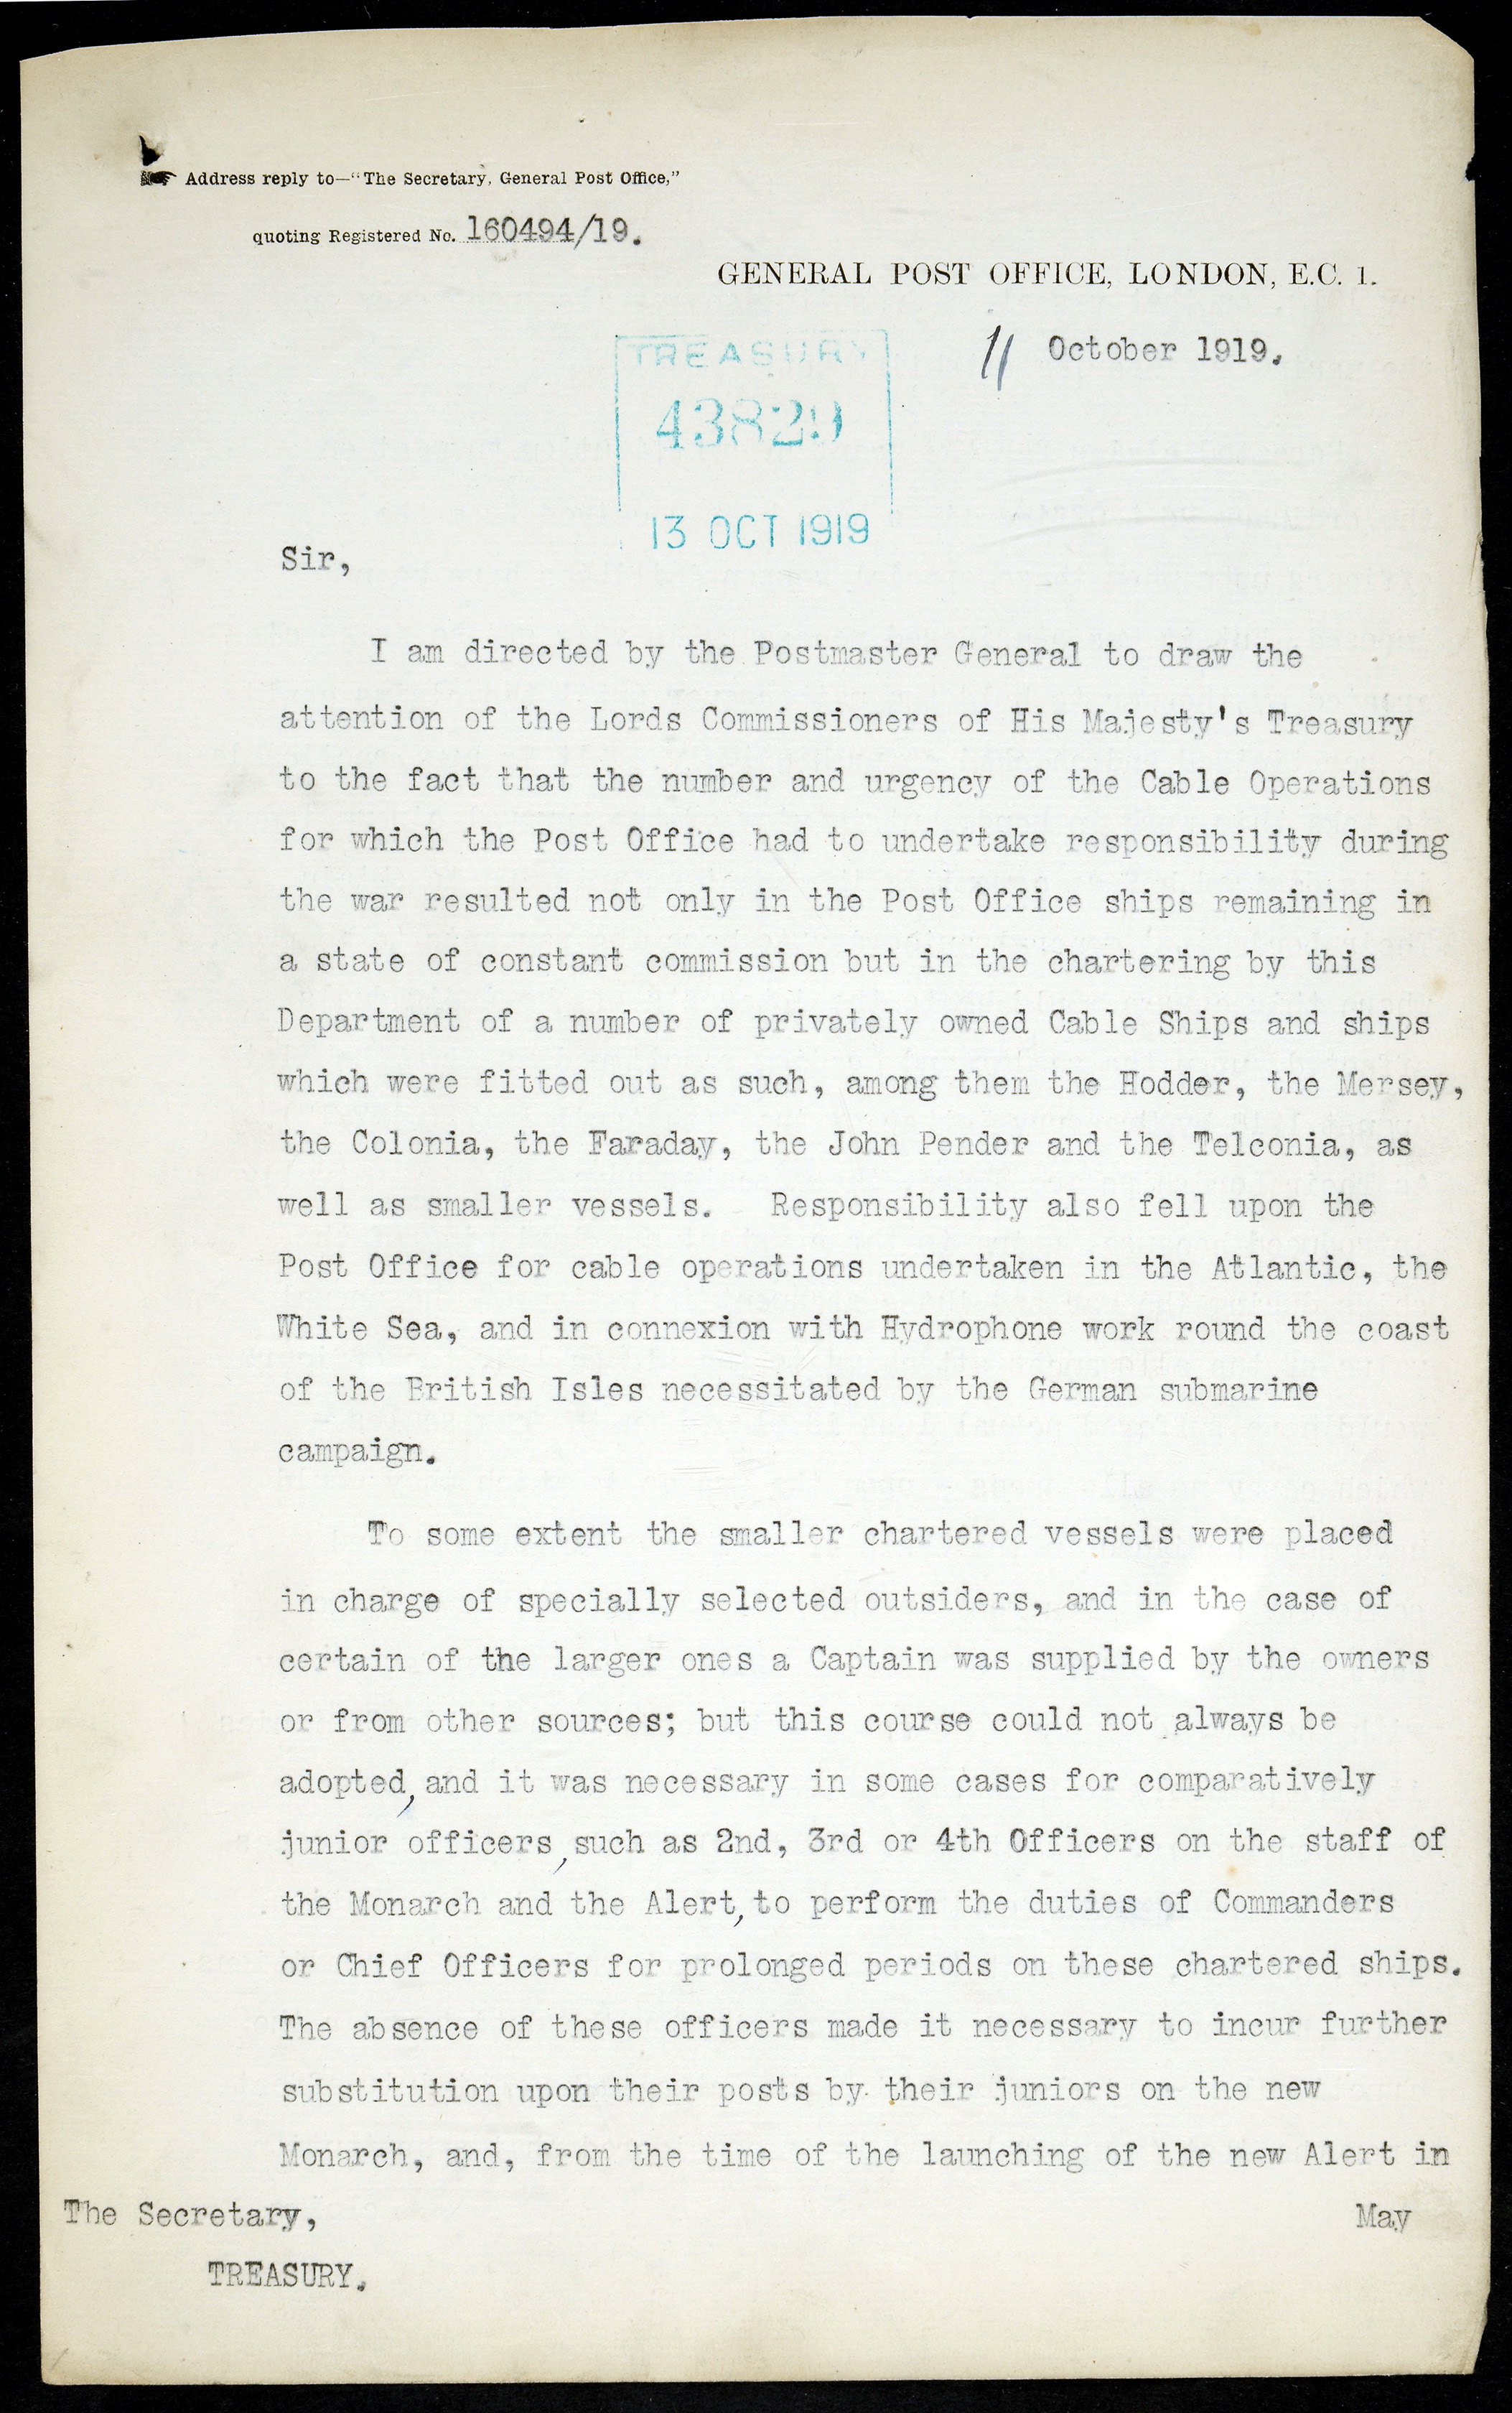 Address reply to—"The Secretary, General Post Office,"
quoting Registered No. 160494/19.
GENERAL POST OFFICE, LONDON, E.C. 1.
11 October 1919.
TREASURY
43829
13 OCT 1919
Sir,
I am directed by the Postmaster General to draw the
attention of the Lords Commissioners of His Majesty's Treasury
to the fact that the number and urgency of the Cable Operations
for which the Post Office had to undertake responsibility during
the war resulted not only in the Post Office ships remaining in
a state of constant commission but in the chartering by this
Department of a number of privately owned Cable Ships and ships
which were fitted out as such, among them the Hodder, the Mersey,
the Colonia, the Faraday, the John Pender and the Telconia, as
well as smaller vessels. Responsibility also fell upon the
Post Office for cable operations undertaken in the Atlantic, the
White Sea, and in connexion with Hydrophone work round the coast
of the British Isles necessitated by the German submarine
campaign.
To some extent the smaller chartered vessels were placed
in charge of specially selected outsiders, and in the case of
certain of the larger ones a Captain was supplied by the owners
or from other sources; but this course could not always be
adopted, and it was necessary in some cases for comparatively
junior officers, such as 2nd, 3rd or 4th Officers on the staff of
the Monarch and the Alert, to perform the duties of Commanders
or Chief Officers for prolonged periods on these chartered ships.
The absence of these officers made it necessary to incur further
substitution upon their posts by their juniors on the new
Monarch, and, from the time of the launching of the new Alert in
May
The Secretary,
TREASURY.